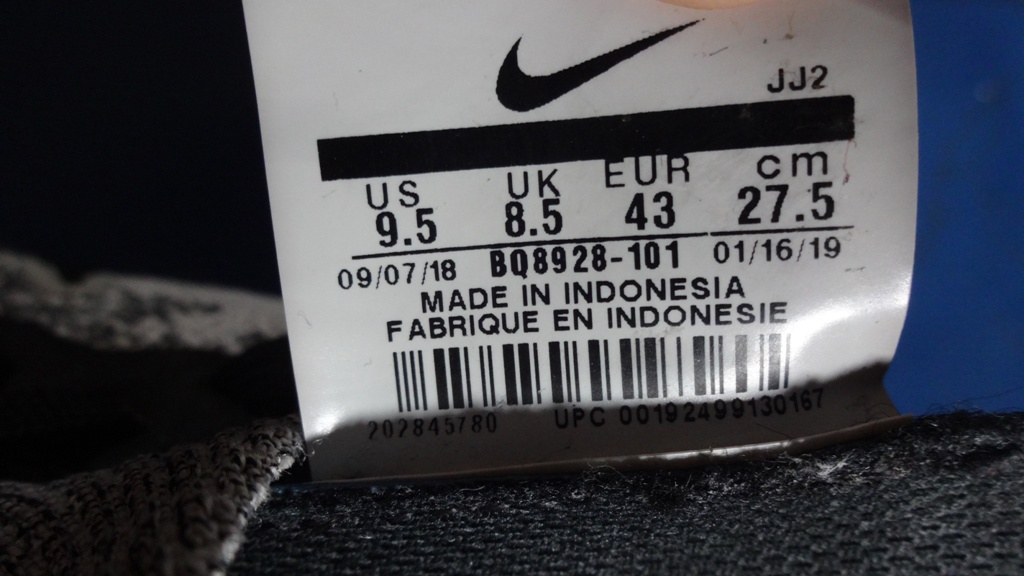 JJ2
US UK EUR cm
9.5 8.5 43 27.5
09/07/18 BQ8928-101 01/16/19
MADE IN INDONESIA
FABRIQUE EN INDONESIE
202845780 UPC 00192499130167